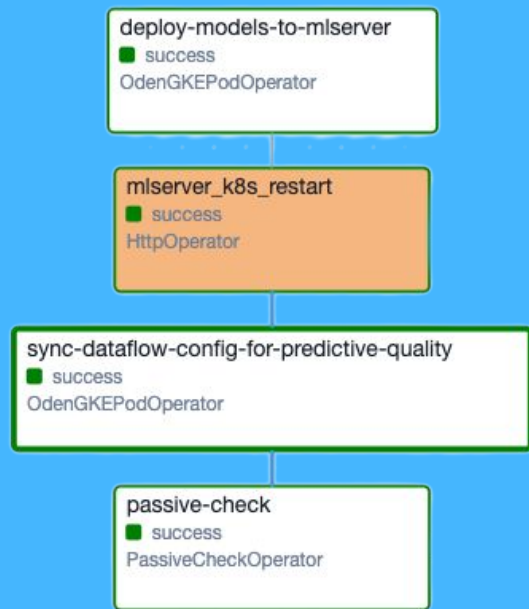 deploy-models-to-mlserver
success
OdenGKEPodOperator
mlserver_k8s_restart
success
HttpOperator
sync-dataflow-config-for-predictive-quality
success
OdenGKEPodOperator
passive-check
success
PassiveCheckOperator